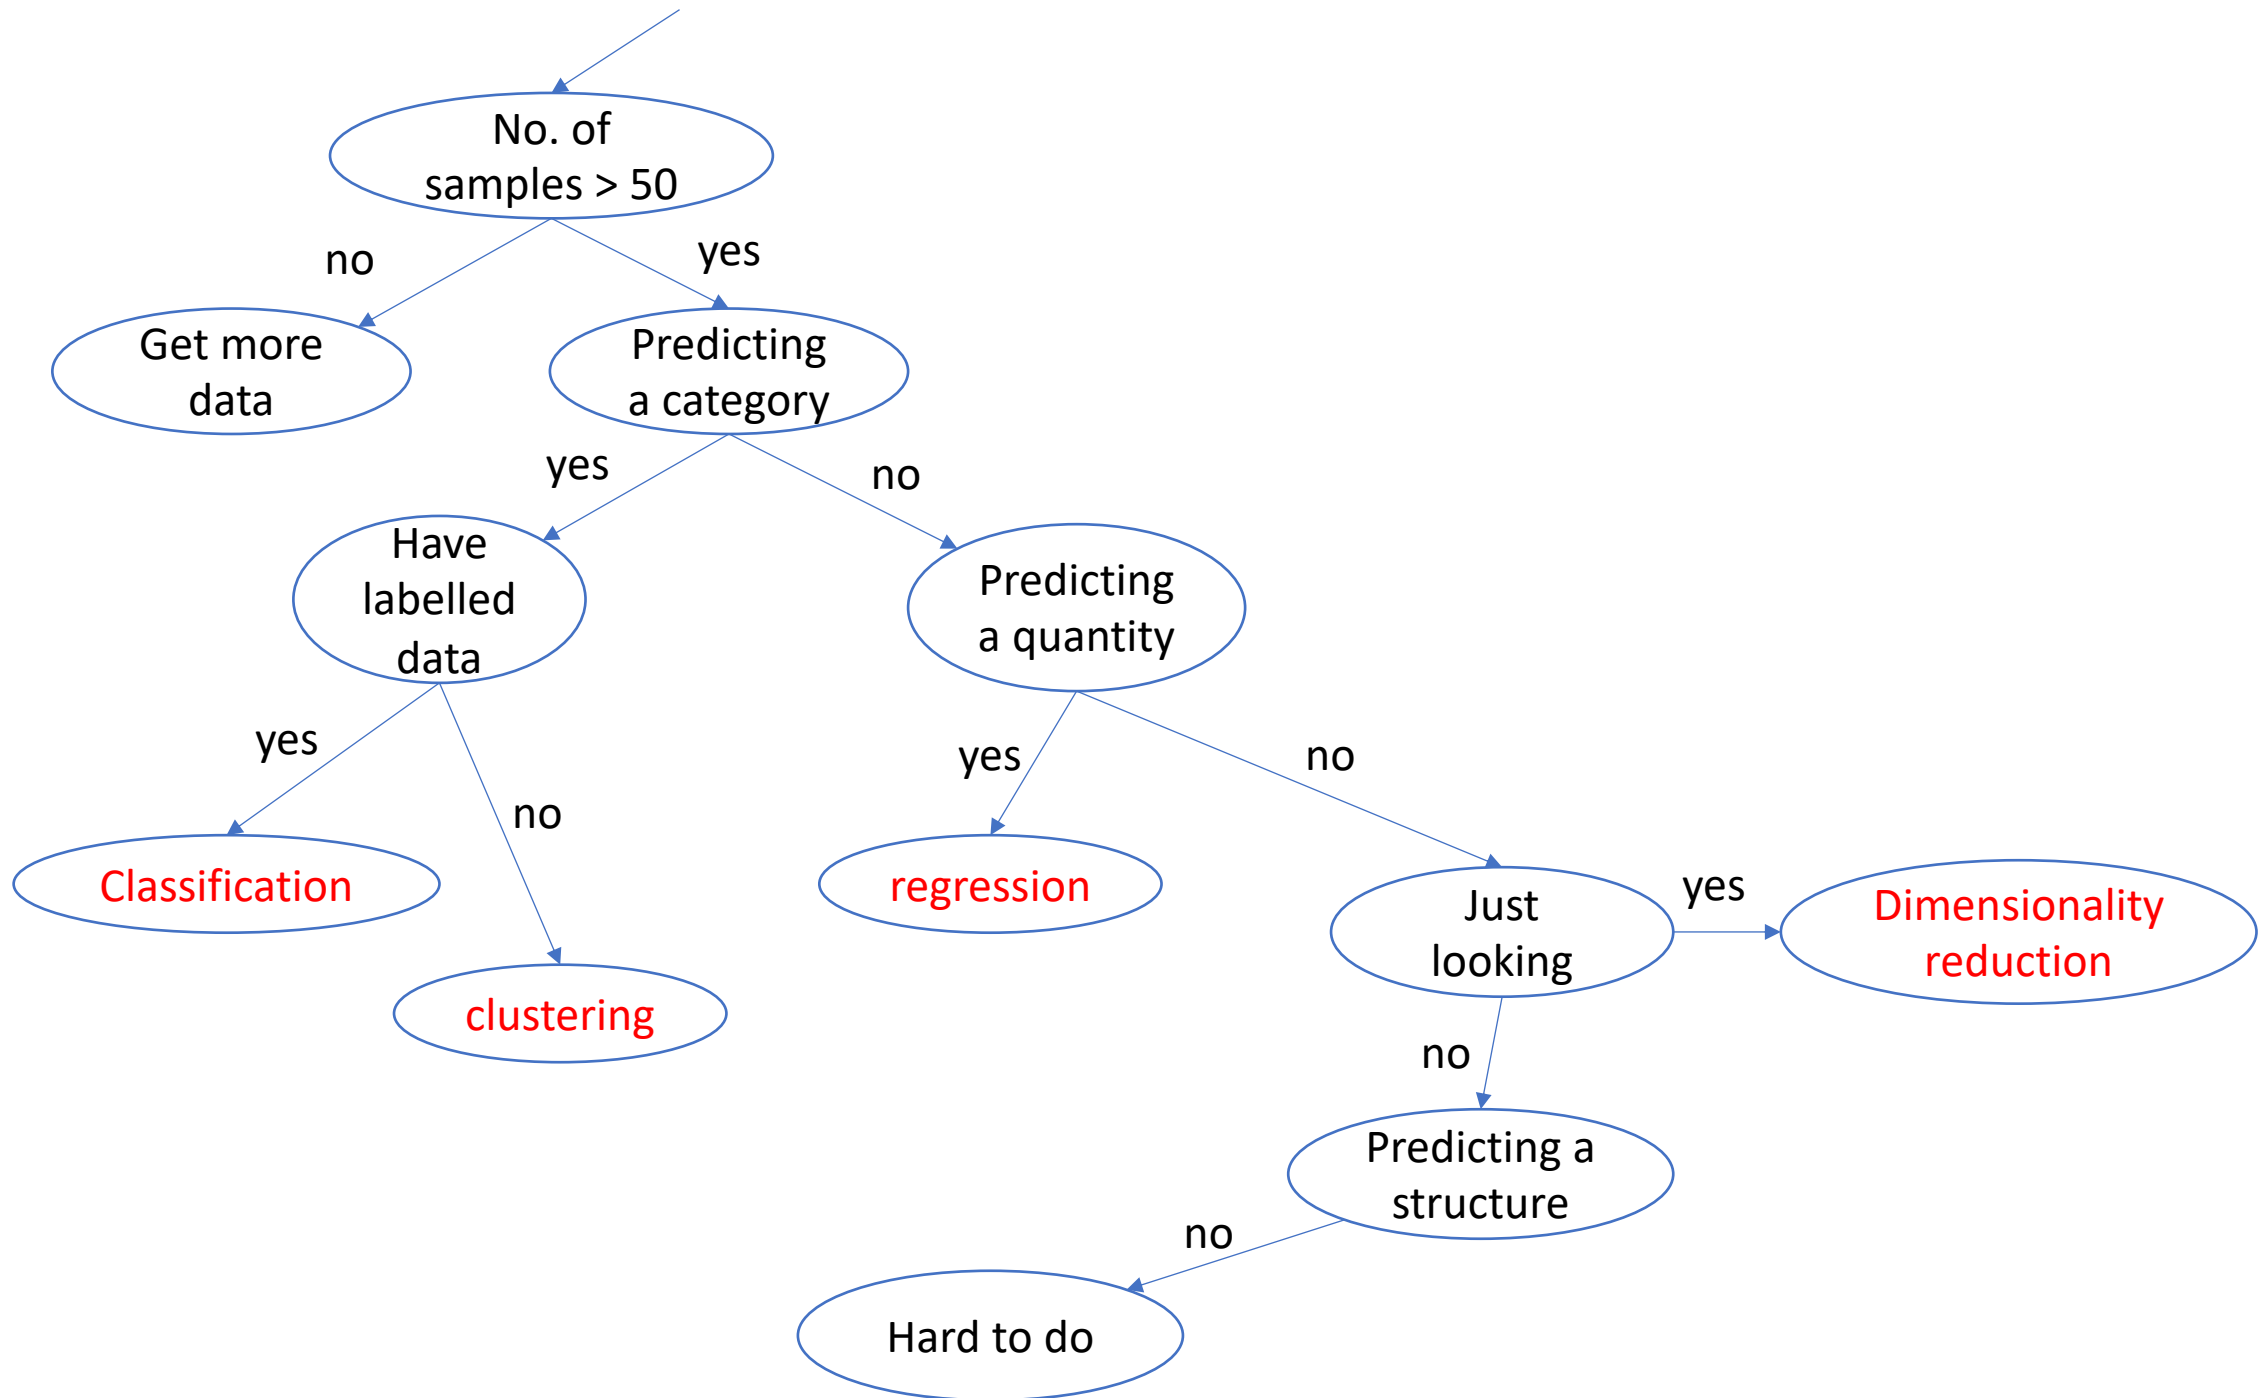 No. of
samples > 50
no
yes
Get more
data
Predicting
a category
yes
no
Have
labelled
data
Predicting
a quantity
yes
no
yes
no
Classification
clustering
regression
Just
looking
yes
Dimensionality
reduction
no
Predicting a
structure
no
Hard to do